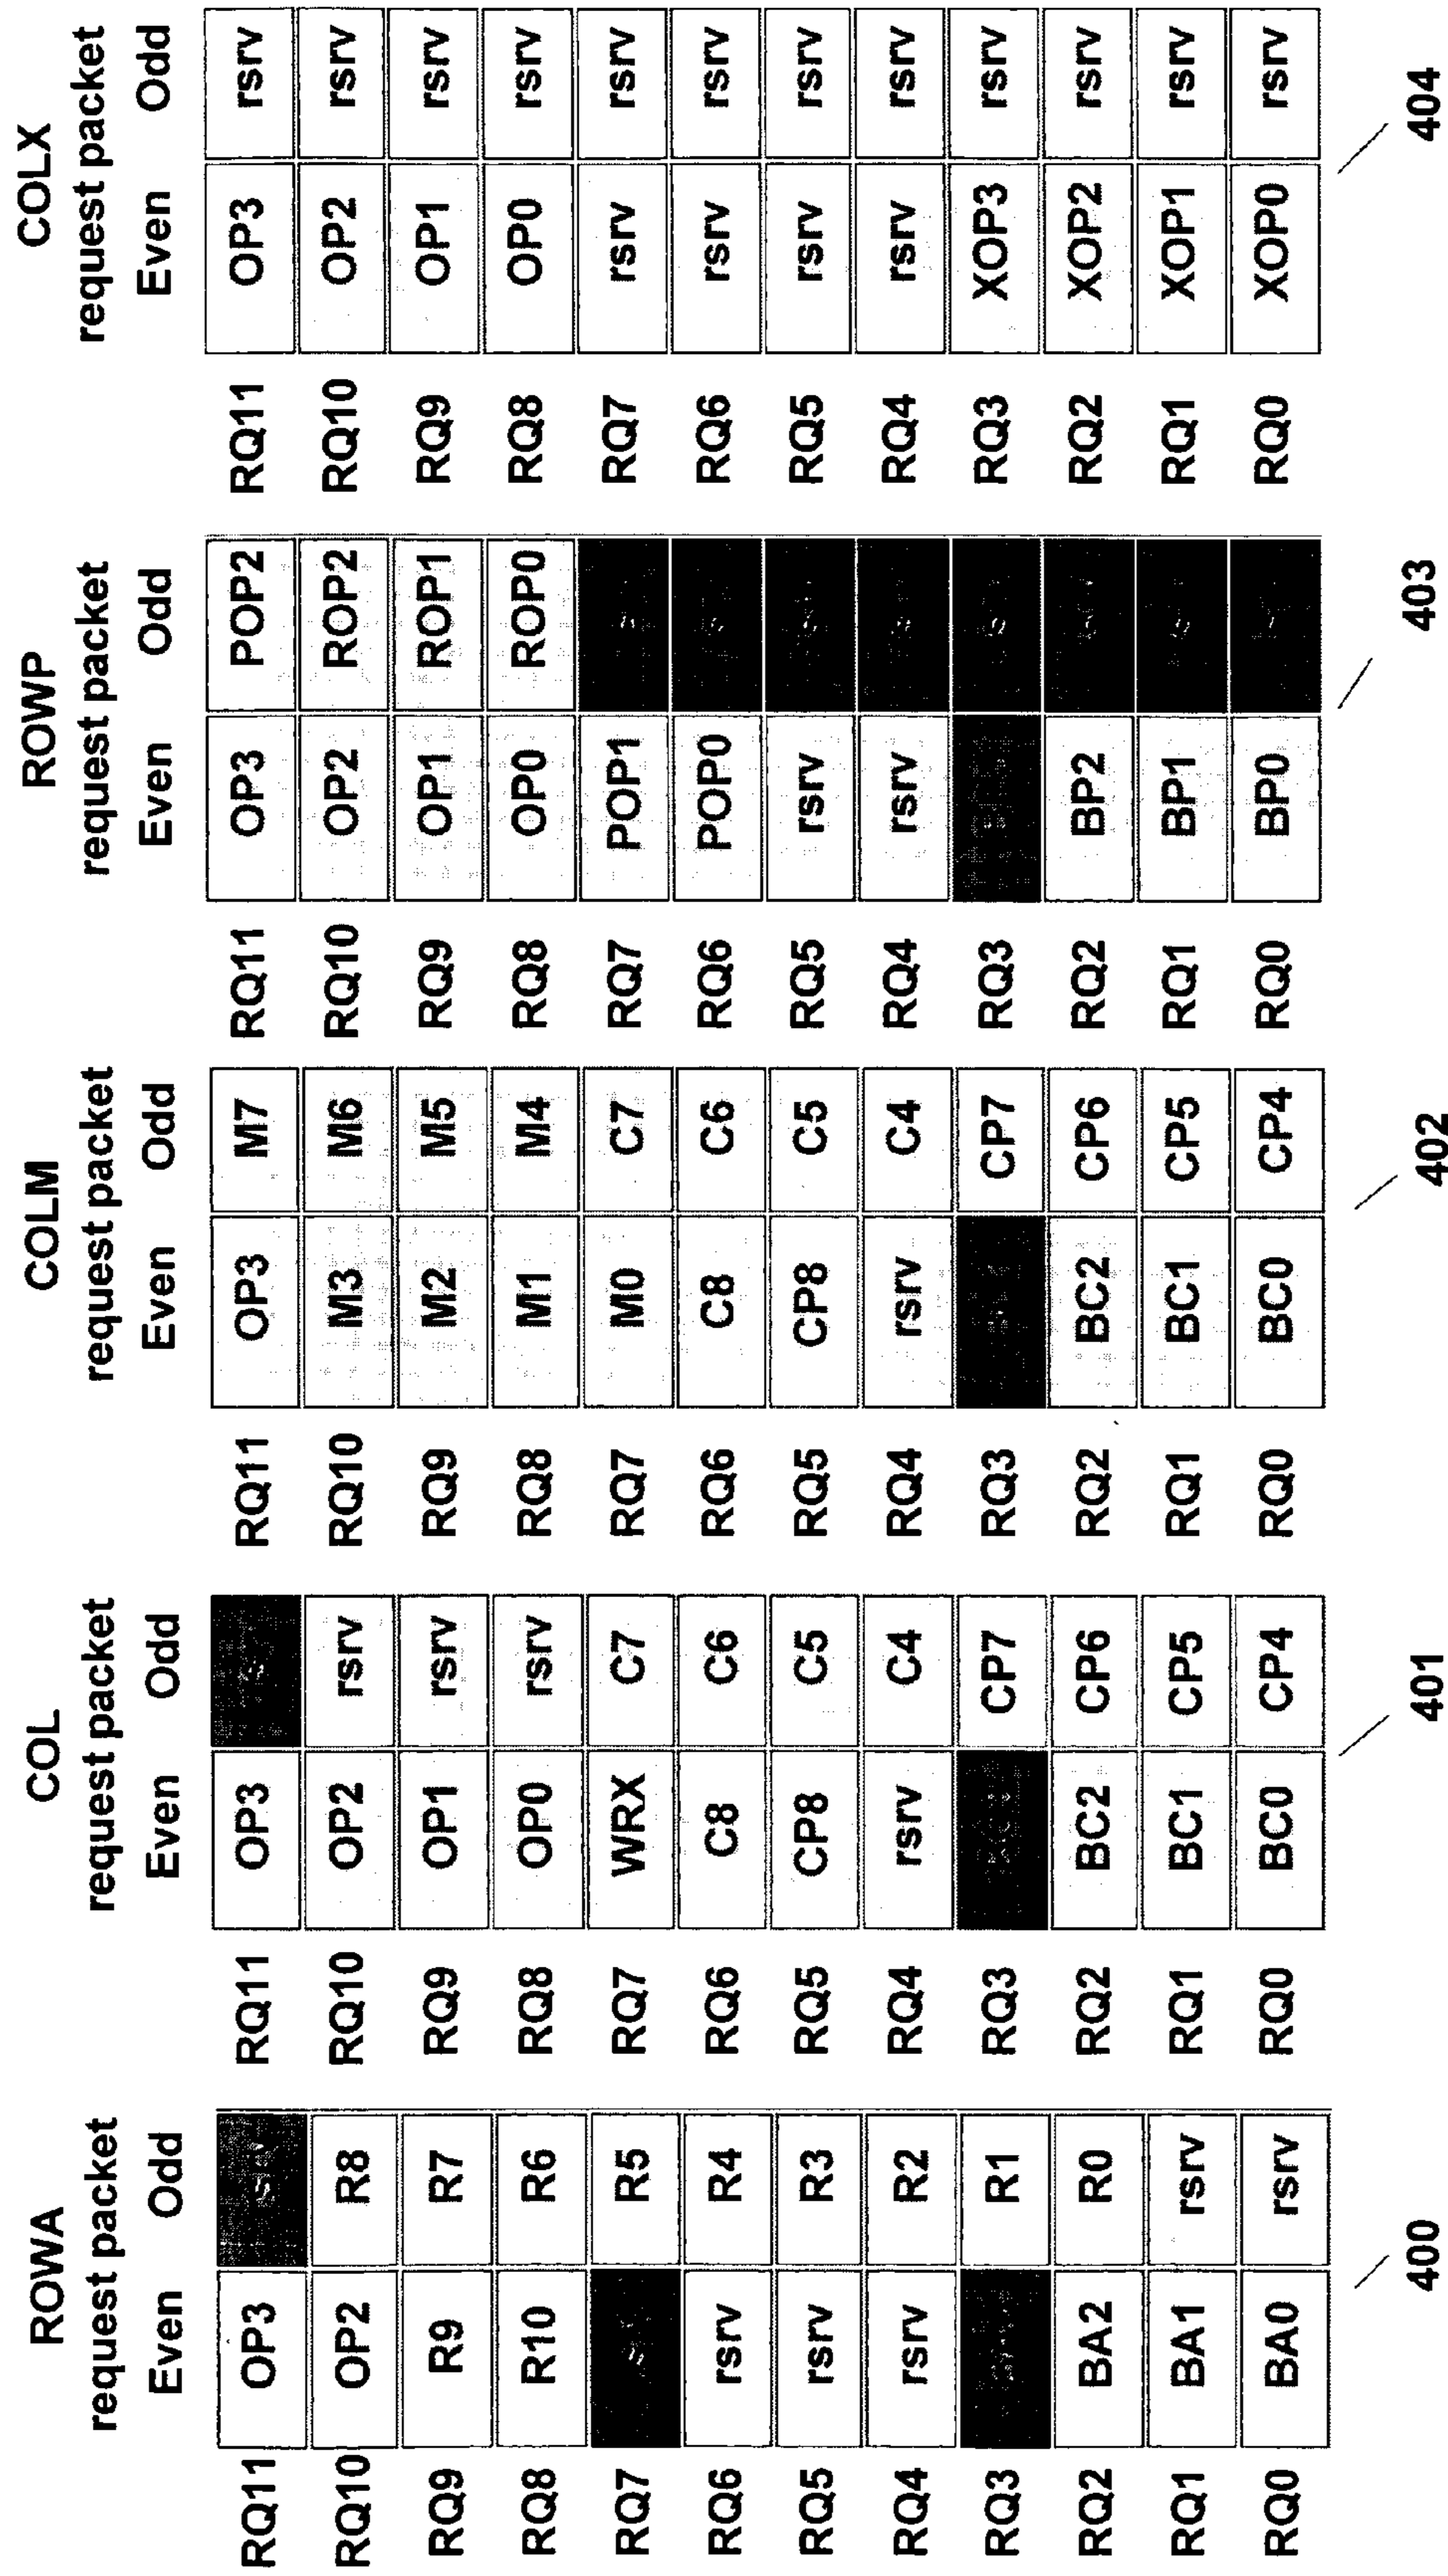 ROWA
request packet
Even Odd
RQ11 OP3
RQ10 OP2 R8
RQ9 R9 R7
RQ8 R10 R6
RQ7 R5
RQ6 rsrv R4
RQ5 rsrv R3
RQ4 rsrv R2
RQ3 R1
RQ2 BA2 R0
RQ1 BA1 rsrv
RQ0 BA0 rsrv
400
COL
request packet
Even Odd
RQ11 OP3
RQ10 OP2 rsrv
RQ9 OP1 rsrv
RQ8 OP0 rsrv
RQ7 WRX C7
RQ6 C8 C6
RQ5 CP8 C5
RQ4 rsrv C4
RQ3 CP7
RQ2 BC2 CP6
RQ1 BC1 CP5
RQ0 BC0 CP4
401
COLM
request packet
Even Odd
RQ11 OP3 M7
RQ10 M3 M6
RQ9 M2 M5
RQ8 M1 M4
RQ7 M0 C7
RQ6 C8 C6
RQ5 CP8 C5
RQ4 rsrv C4
RQ3 CP7
RQ2 BC2 CP6
RQ1 BC1 CP5
RQ0 BC0 CP4
402
ROWP
request packet
Even Odd
RQ11 OP3 POP2
RQ10 OP2 ROP2
RQ9 OP1 ROP1
RQ8 OP0 ROP0
RQ7 POP1
RQ6 POP0
RQ5 rsrv
RQ4 rsrv
RQ3
RQ2 BP2
RQ1 BP1
RQ0 BP0
403
COLX
request packet
Even Odd
RQ11 OP3 rsrv
RQ10 OP2 rsrv
RQ9 OP1 rsrv
RQ8 OP0 rsrv
RQ7 rsrv rsrv
RQ6 rsrv rsrv
RQ5 rsrv rsrv
RQ4 rsrv rsrv
RQ3 XOP3 rsrv
RQ2 XOP2 rsrv
RQ1 XOP1 rsrv
RQ0 XOP0 rsrv
404